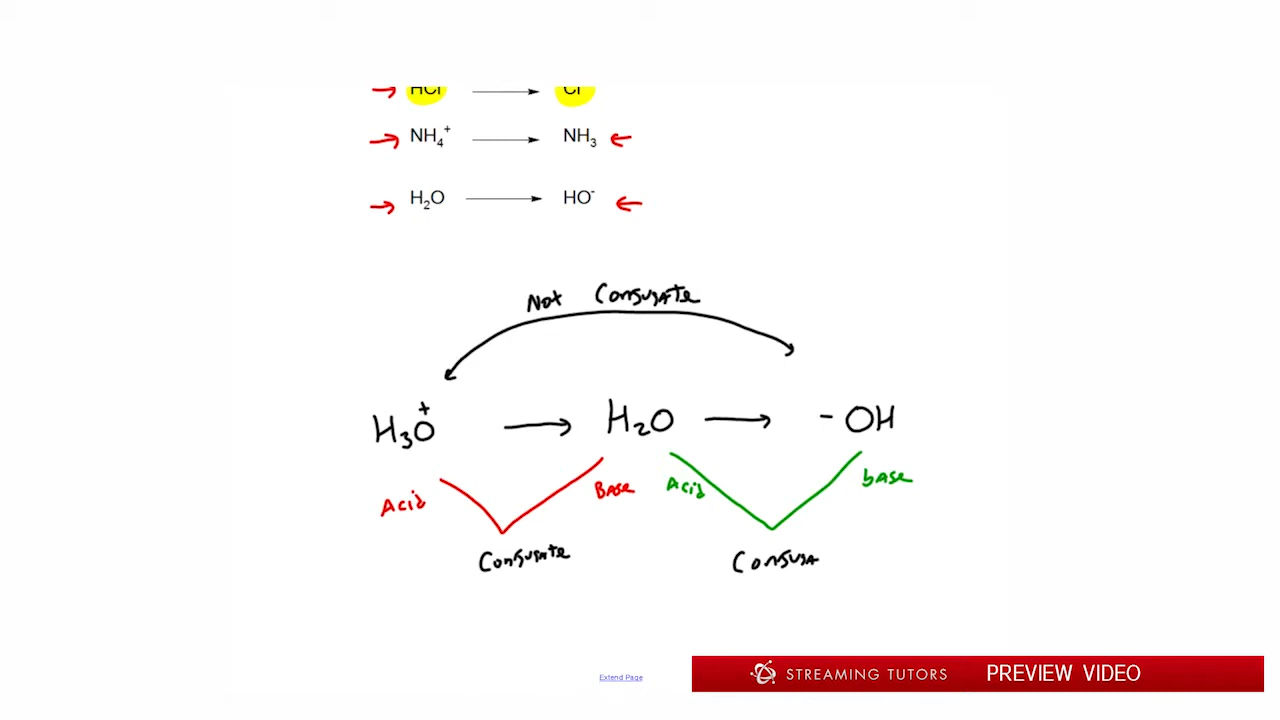 HCl Cl
NH₄⁺ NH₃
H₂O HO⁻
Not Conjugate
H₃O⁺ H₂O -OH
Acid Base Acid base
Conjugate Conjuga
Extend Page
STREAMING TUTORS PREVIEW VIDEO